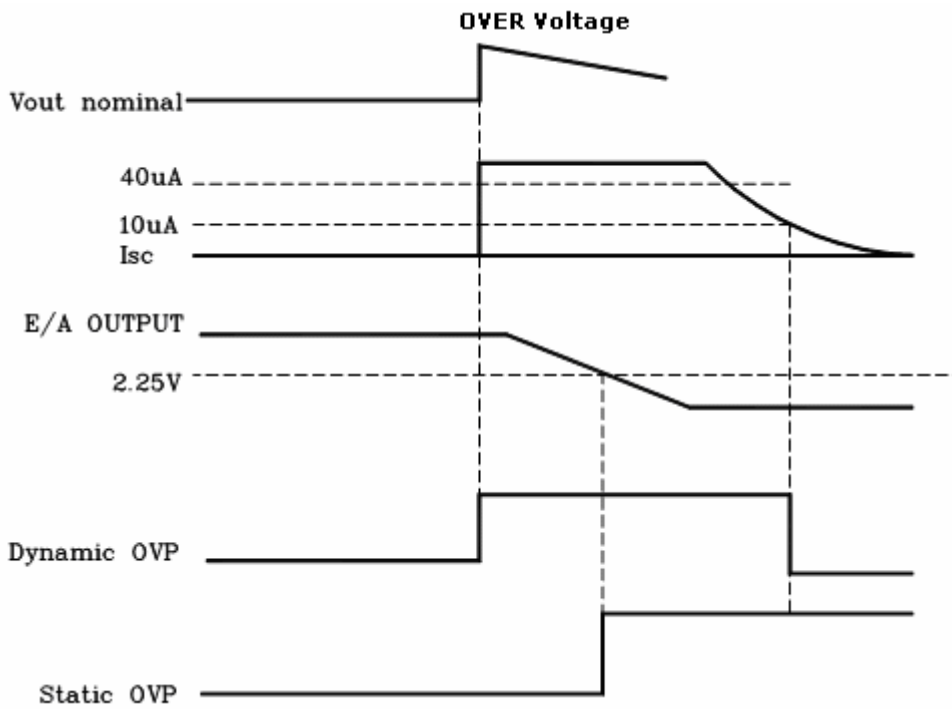 OVER Voltage
Vout nominal
40uA
10uA
Isc
E/A OUTPUT
2.25V
Dynamic OVP
Static OVP